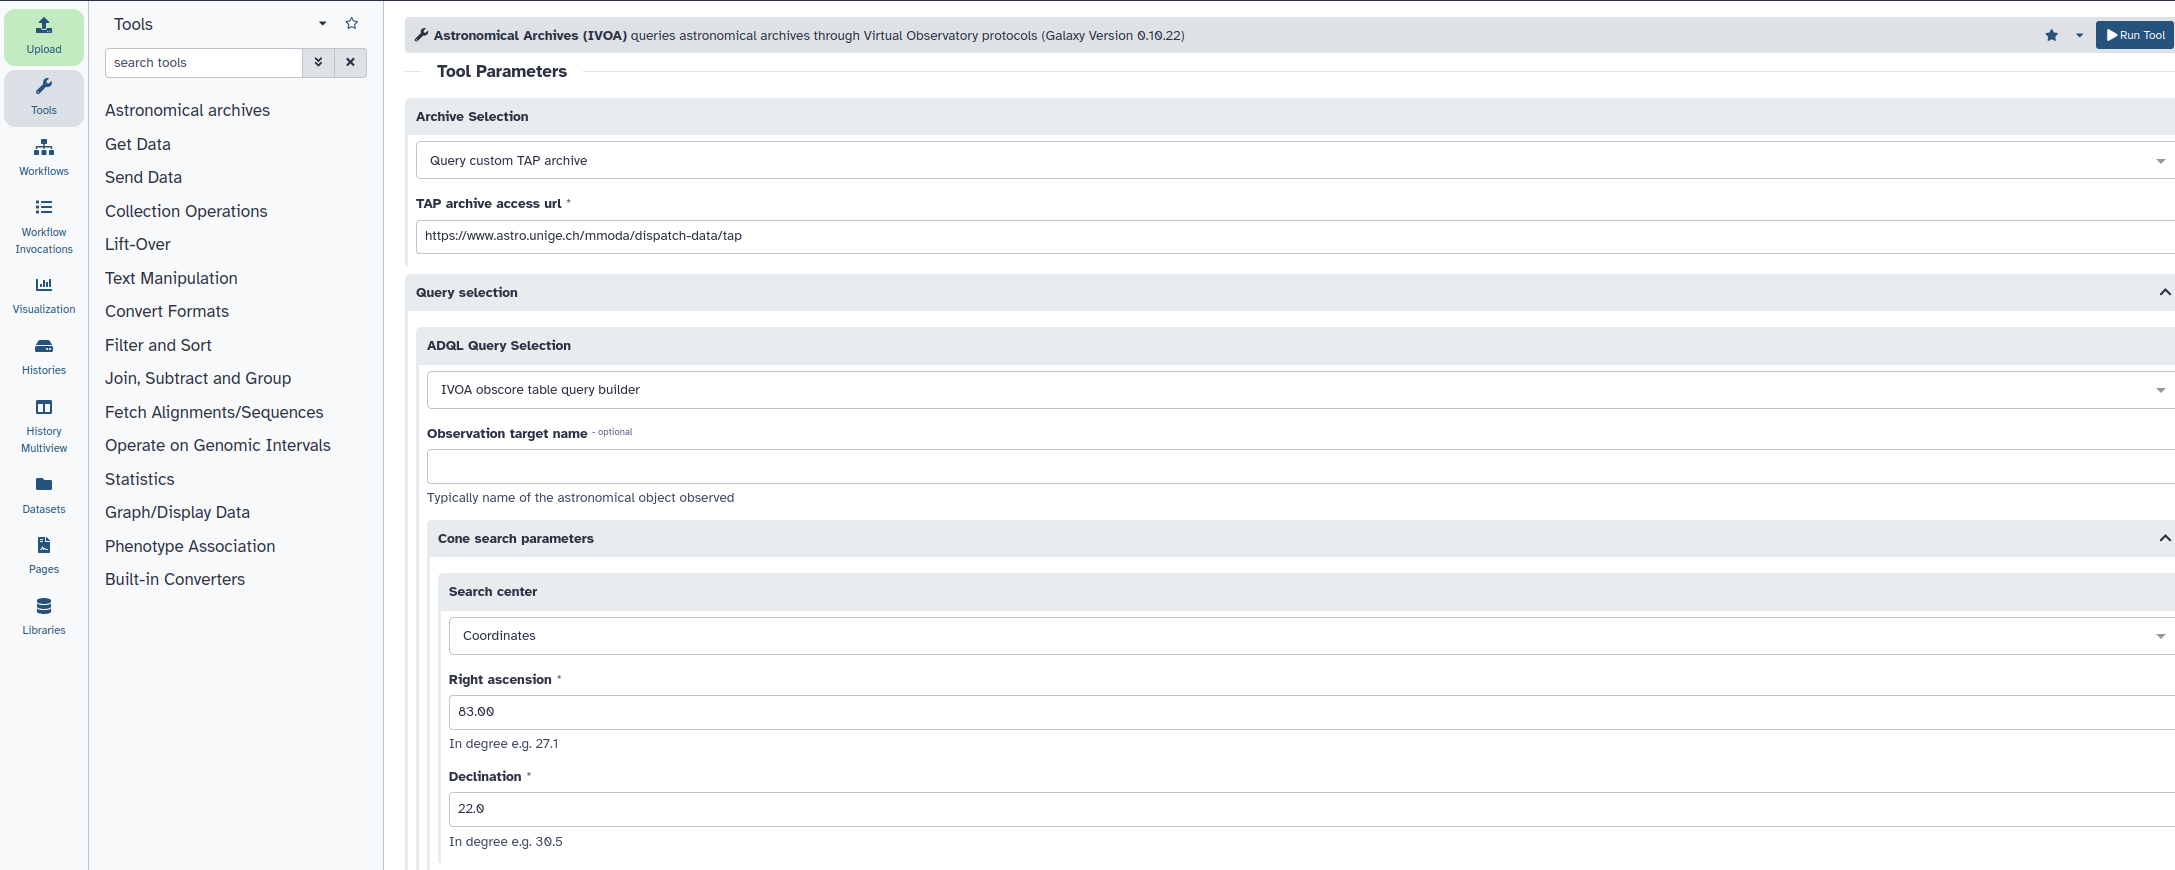 Upload
Tools
Workflows
Workflow
Invocations
Visualization
Histories
History
Multiview
Datasets
Pages
Libraries
Tools
search tools
Astronomical archives
Get Data
Send Data
Collection Operations
Lift-Over
Text Manipulation
Convert Formats
Filter and Sort
Join, Subtract and Group
Fetch Alignments/Sequences
Operate on Genomic Intervals
Statistics
Graph/Display Data
Phenotype Association
Built-in Converters
Astronomical Archives (IVOA) queries astronomical archives through Virtual Observatory protocols (Galaxy Version 0.10.22)
Run Tool
Tool Parameters
Archive Selection
Query custom TAP archive
TAP archive access url *
https://www.astro.unige.ch/mmoda/dispatch-data/tap
Query selection
ADQL Query Selection
IVOA obscore table query builder
Observation target name - optional
Typically name of the astronomical object observed
Cone search parameters
Search center
Coordinates
Right ascension *
83.00
In degree e.g. 27.1
Declination *
22.0
In degree e.g. 30.5